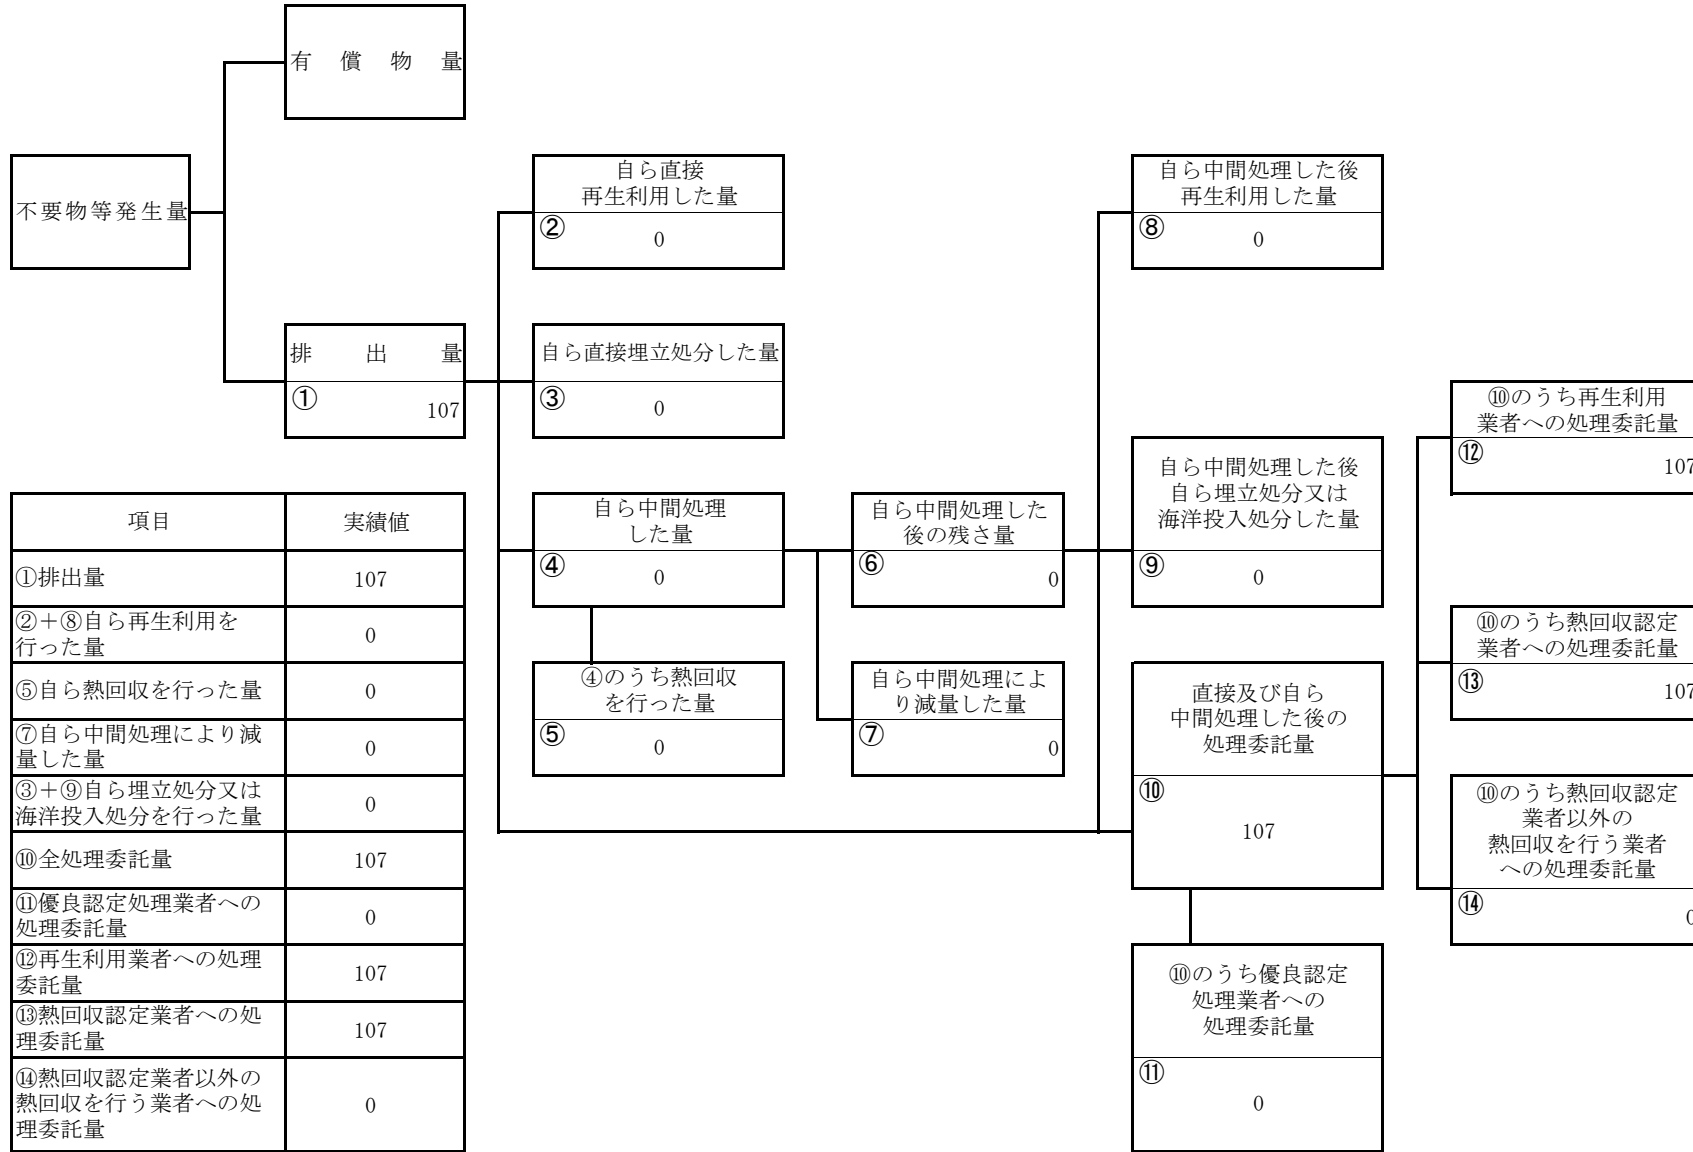 有償物量
不要物等発生量
排出量
① 107
自ら直接
再生利用した量
② 0
自ら直接埋立処分した量
③ 0
自ら中間処理
した量
④ 0
④のうち熱回収
を行った量
⑤ 0
自ら中間処理した
後の残さ量
⑥ 0
自ら中間処理によ
り減量した量
⑦ 0
自ら中間処理した後
再生利用した量
⑧ 0
自ら中間処理した後
自ら埋立処分又は
海洋投入処分した量
⑨ 0
直接及び自ら
中間処理した後の
処理委託量
⑩
107
⑩のうち優良認定
処理業者への
処理委託量
⑪
0
⑩のうち再生利用
業者への処理委託量
⑫ 107
⑩のうち熱回収認定
業者への処理委託量
⑬ 107
⑩のうち熱回収認定
業者以外の
熱回収を行う業者
への処理委託量
⑭ 0
項目 実績値
①排出量 107
②+⑧自ら再生利用を
行った量 0
⑤自ら熱回収を行った量 0
⑦自ら中間処理により減
量した量 0
③+⑨自ら埋立処分又は
海洋投入処分を行った量 0
⑩全処理委託量 107
⑪優良認定処理業者への
処理委託量 0
⑫再生利用業者への処理
委託量 107
⑬熱回収認定業者への処
理委託量 107
⑭熱回収認定業者以外の
熱回収を行う業者への処
理委託量 0